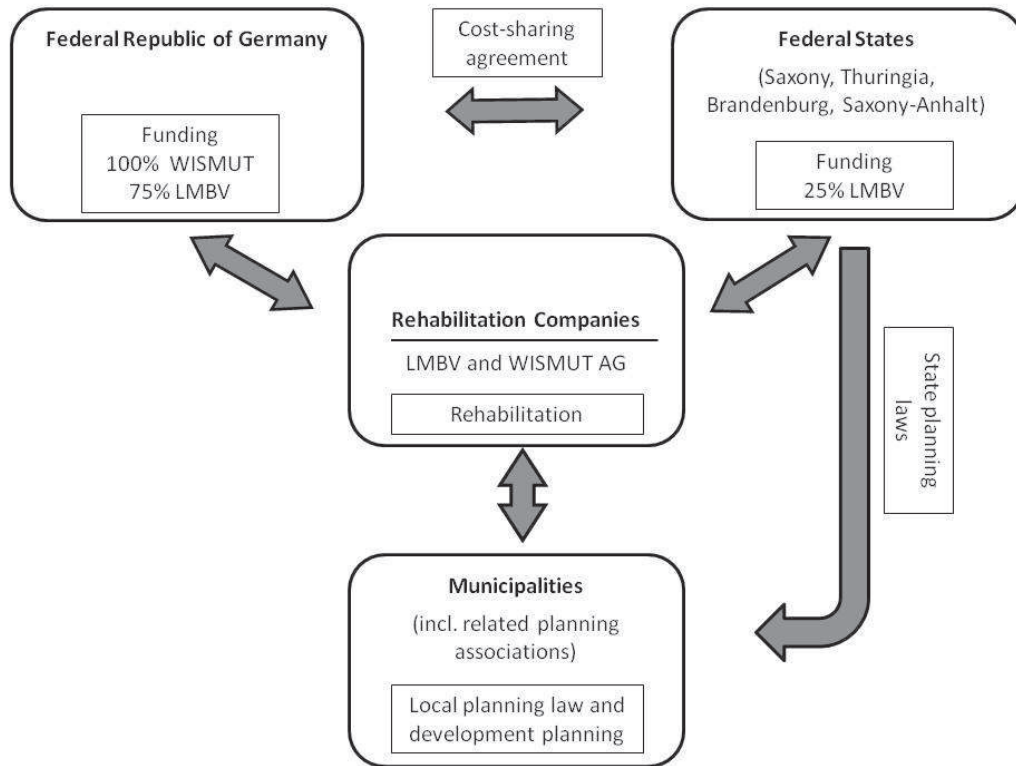 Federal Republic of Germany
Funding
100% WISMUT
75% LMBV
Cost-sharing
agreement
Federal States
(Saxony, Thuringia,
Brandenburg, Saxony-Anhalt)
Funding
25% LMBV
Rehabilitation Companies
LMBV and WISMUT AG
Rehabilitation
State planning
laws
Municipalities
(incl. related planning
associations)
Local planning law and
development planning